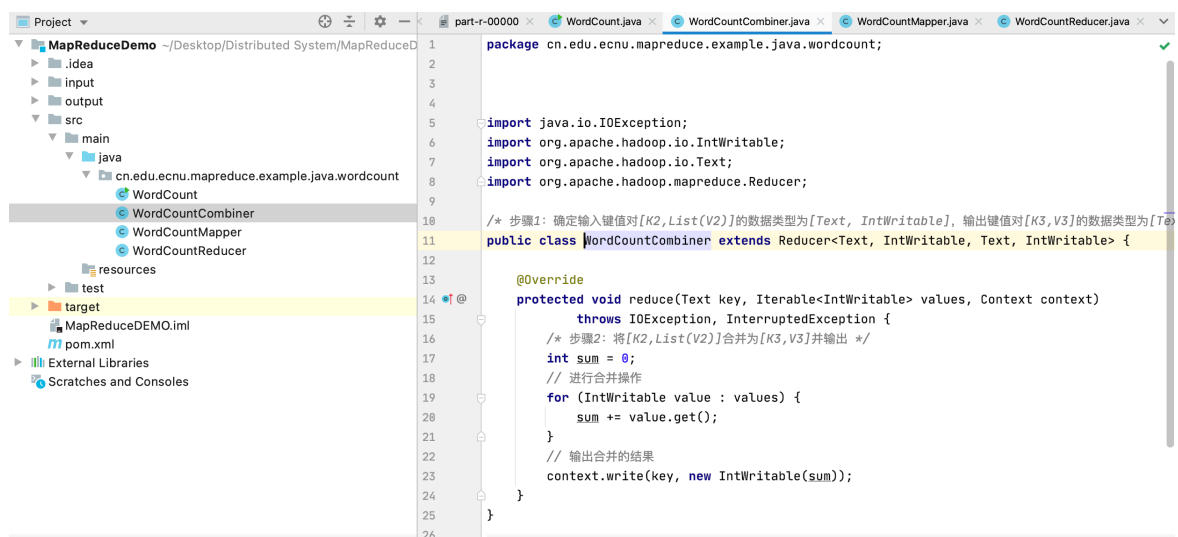 Project
part-r-00000 × WordCount.java × WordCountCombiner.java × WordCountMapper.java × WordCountReducer.java ×
MapReduceDemo ~/Desktop/Distributed System/MapReduceD
.idea
input
output
src
main
java
cn.edu.ecnu.mapreduce.example.java.wordcount
WordCount
WordCountCombiner
WordCountMapper
WordCountReducer
resources
test
target
MapReduceDEMO.iml
pom.xml
External Libraries
Scratches and Consoles
1 package cn.edu.ecnu.mapreduce.example.java.wordcount;
2
3
4
5 import java.io.IOException;
6 import org.apache.hadoop.io.IntWritable;
7 import org.apache.hadoop.io.Text;
8 import org.apache.hadoop.mapreduce.Reducer;
9
10 /* 步骤1：确定输入键值对[K2,List(V2)]的数据类型为[Text, IntWritable]，输出键值对[K3,V3]的数据类型为[Tex
11 public class WordCountCombiner extends Reducer<Text, IntWritable, Text, IntWritable> {
12
13 @Override
14 @ protected void reduce(Text key, Iterable<IntWritable> values, Context context)
15 throws IOException, InterruptedException {
16 /* 步骤2：将[K2,List(V2)]合并为[K3,V3]并输出 */
17 int sum = 0;
18 // 进行合并操作
19 for (IntWritable value : values) {
20 sum += value.get();
21 }
22 // 输出合并的结果
23 context.write(key, new IntWritable(sum));
24 }
25 }
26